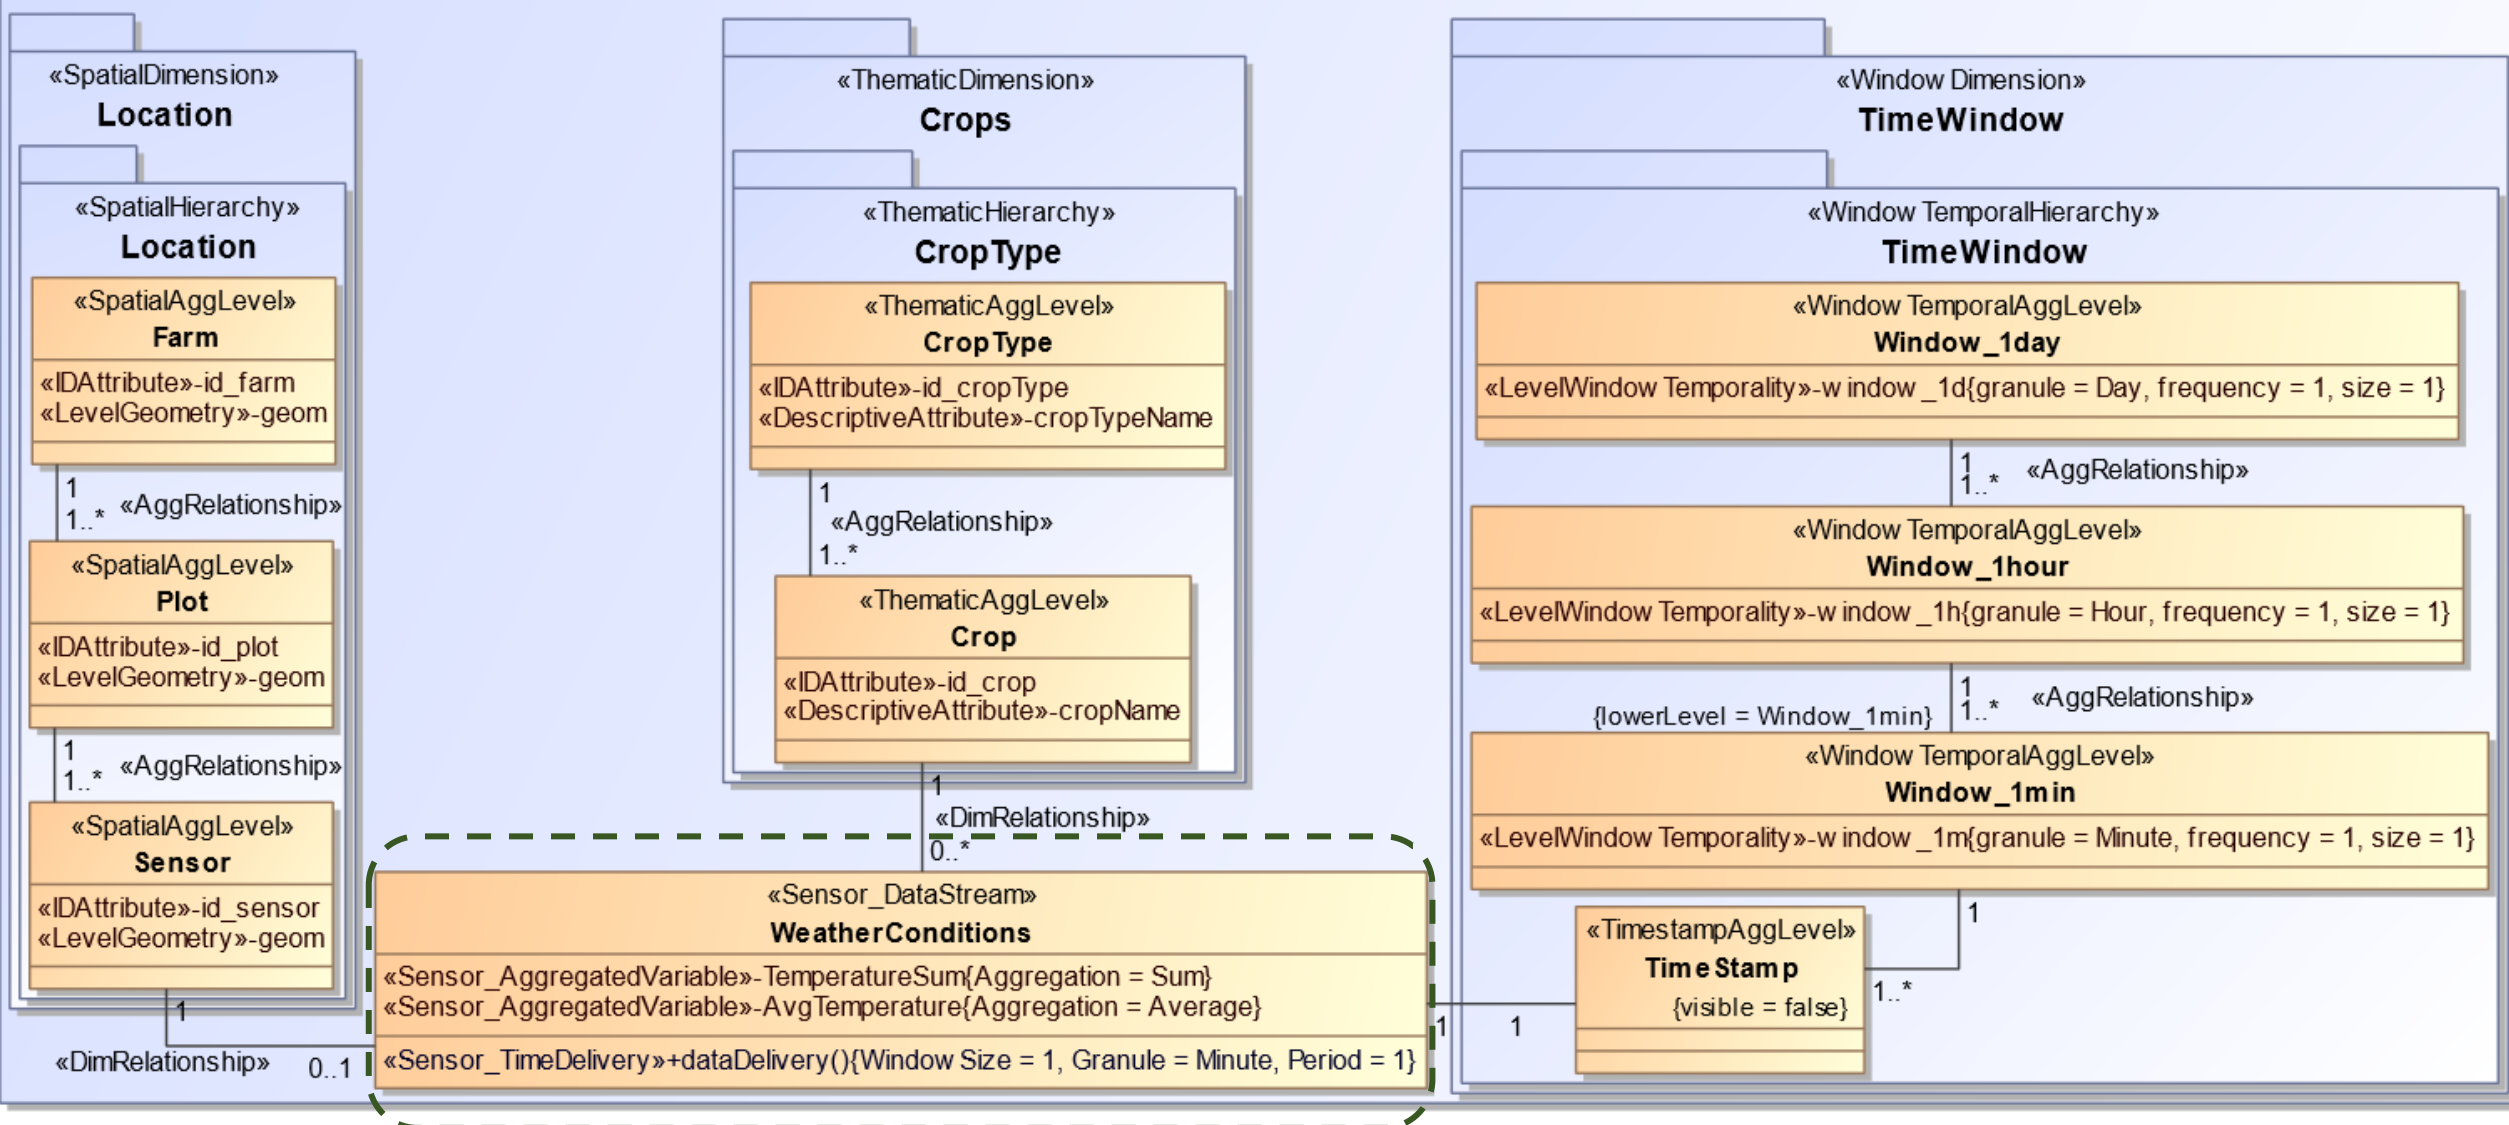 «SpatialDimension»
Location
«SpatialHierarchy»
Location
«SpatialAggLevel»
Farm
«IDAttribute»-id_farm
«LevelGeometry»-geom
1
1..* «AggRelationship»
«SpatialAggLevel»
Plot
«IDAttribute»-id_plot
«LevelGeometry»-geom
1
1..* «AggRelationship»
«SpatialAggLevel»
Sensor
«IDAttribute»-id_sensor
«LevelGeometry»-geom
1
«DimRelationship» 0..1
«ThematicDimension»
Crops
«ThematicHierarchy»
CropType
«ThematicAggLevel»
CropType
«IDAttribute»-id_cropType
«DescriptiveAttribute»-cropTypeName
1
«AggRelationship»
1..*
«ThematicAggLevel»
Crop
«IDAttribute»-id_crop
«DescriptiveAttribute»-cropName
1
«DimRelationship»
0..*
«Sensor_DataStream»
WeatherConditions
«Sensor_AggregatedVariable»-TemperatureSum{Aggregation = Sum}
«Sensor_AggregatedVariable»-AvgTemperature{Aggregation = Average}
«Sensor_TimeDelivery»+dataDelivery(){Window Size = 1, Granule = Minute, Period = 1}
1 1
«Window Dimension»
TimeWindow
«Window TemporalHierarchy»
TimeWindow
«Window TemporalAggLevel»
Window_1day
«LevelWindow Temporality»-w indow _1d{granule = Day, frequency = 1, size = 1}
1
1..* «AggRelationship»
«Window TemporalAggLevel»
Window_1hour
«LevelWindow Temporality»-w indow _1h{granule = Hour, frequency = 1, size = 1}
1
1..* «AggRelationship»
{lowerLevel = Window_1min}
«Window TemporalAggLevel»
Window_1min
«LevelWindow Temporality»-w indow _1m{granule = Minute, frequency = 1, size = 1}
1
1..*
«TimestampAggLevel»
TimeStamp
{visible = false}